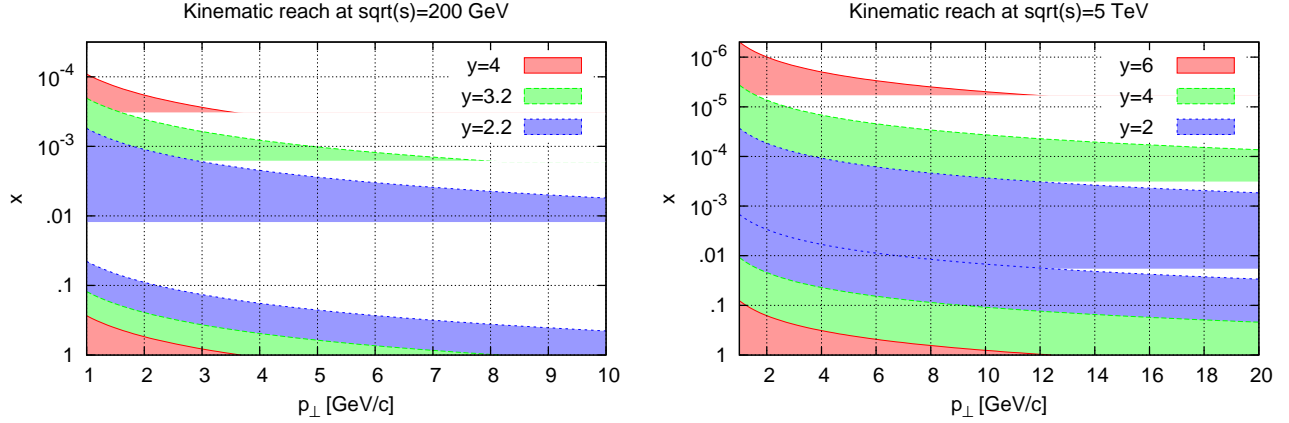 Kinematic reach at sqrt(s)=200 GeV
y=4
y=3.2
y=2.2
10-4
10-3
.01
.1
1
x
1 2 3 4 5 6 7 8 9 10
p⊥ [GeV/c]
Kinematic reach at sqrt(s)=5 TeV
y=6
y=4
y=2
10-6
10-5
10-4
10-3
.01
.1
1
x
2 4 6 8 10 12 14 16 18 20
p⊥ [GeV/c]